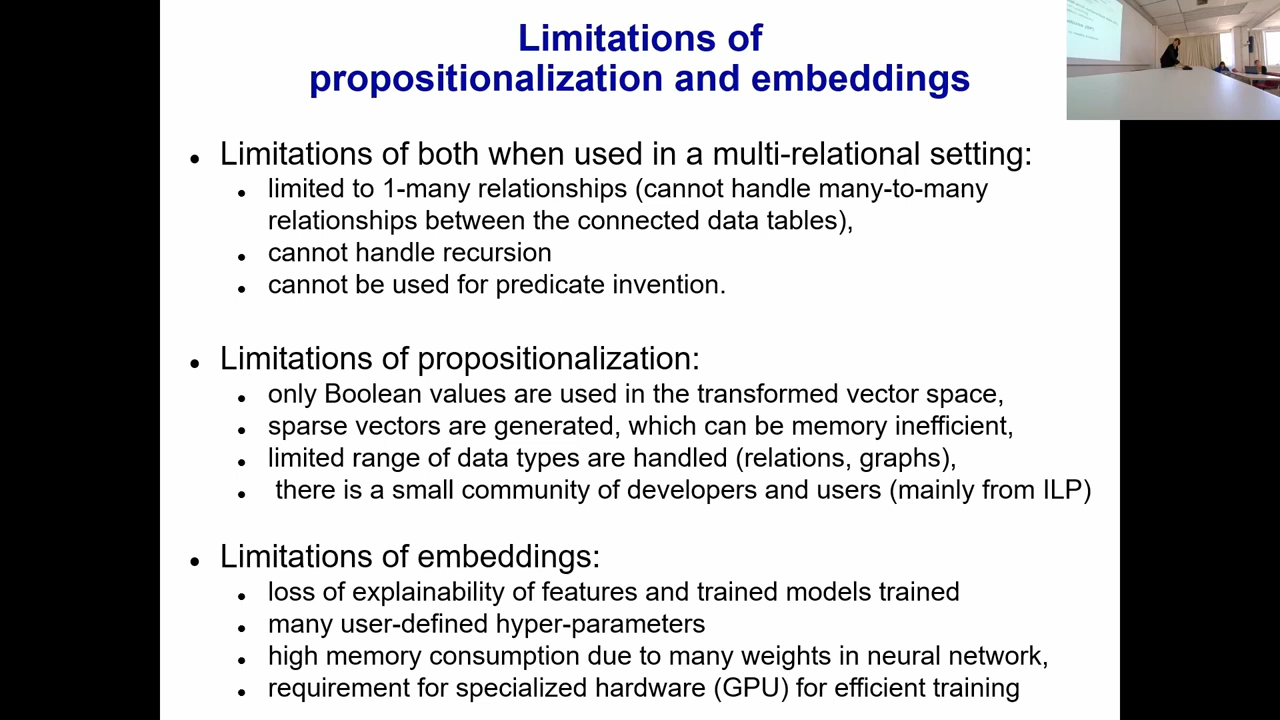 Limitations of
propositionalization and embeddings
• Limitations of both when used in a multi-relational setting:
• limited to 1-many relationships (cannot handle many-to-many
relationships between the connected data tables),
• cannot handle recursion
• cannot be used for predicate invention.
• Limitations of propositionalization:
• only Boolean values are used in the transformed vector space,
• sparse vectors are generated, which can be memory inefficient,
• limited range of data types are handled (relations, graphs),
• there is a small community of developers and users (mainly from ILP)
• Limitations of embeddings:
• loss of explainability of features and trained models trained
• many user-defined hyper-parameters
• high memory consumption due to many weights in neural network,
• requirement for specialized hardware (GPU) for efficient training